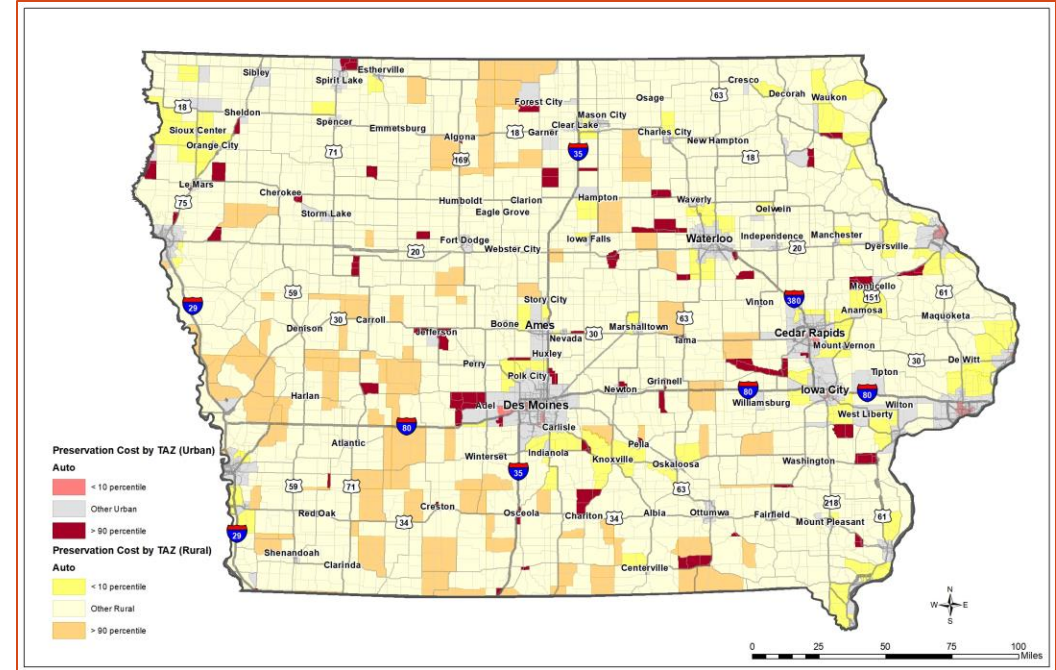 Sibley
Spirit Lake
Estherville
Cresco
Decorah
Waukon
Osage
63
18
Sheldon
Forest City
Mason City
Clear Lake
Sioux Center
Orange City
Spencer
Emmetsburg
Algona
18
Garner
Charles City
New Hampton
71
169
35
18
Le Mars
75
Cherokee
Storm Lake
Humboldt
Clarion
Eagle Grove
Hampton
Waverly
Oelwein
Fort Dodge
20
Webster City
Iowa Falls
Waterloo
Independence
Manchester
20
Dyersville
29
59
Monticello
151
61
Story City
Vinton
380
Anamosa
Maquoketa
Denison
30
Carroll
Jefferson
Boone
Ames
Nevada
30
Marshalltown
63
Tama
Cedar Rapids
Mount Vernon
Huxley
30
De Witt
Perry
Polk City
Tipton
Harlan
Adel
Des Moines
Newton
Grinnell
80
Williamsburg
Iowa City
80
Wilton
West Liberty
80
Atlantic
Carlisle
Winterset
Indianola
Pella
Knoxville
Oskaloosa
Washington
35
59
71
63
218
61
Red Oak
34
Creston
Osceola
Chariton
34
Albia
Ottumwa
Fairfield
Mount Pleasant
29
Shenandoah
Clarinda
Centerville
Preservation Cost by TAZ (Urban)
Auto
< 10 percentile
Other Urban
> 90 percentile
Preservation Cost by TAZ (Rural)
Auto
< 10 percentile
Other Rural
> 90 percentile
N
W E
S
0 25 50 75 100
Miles